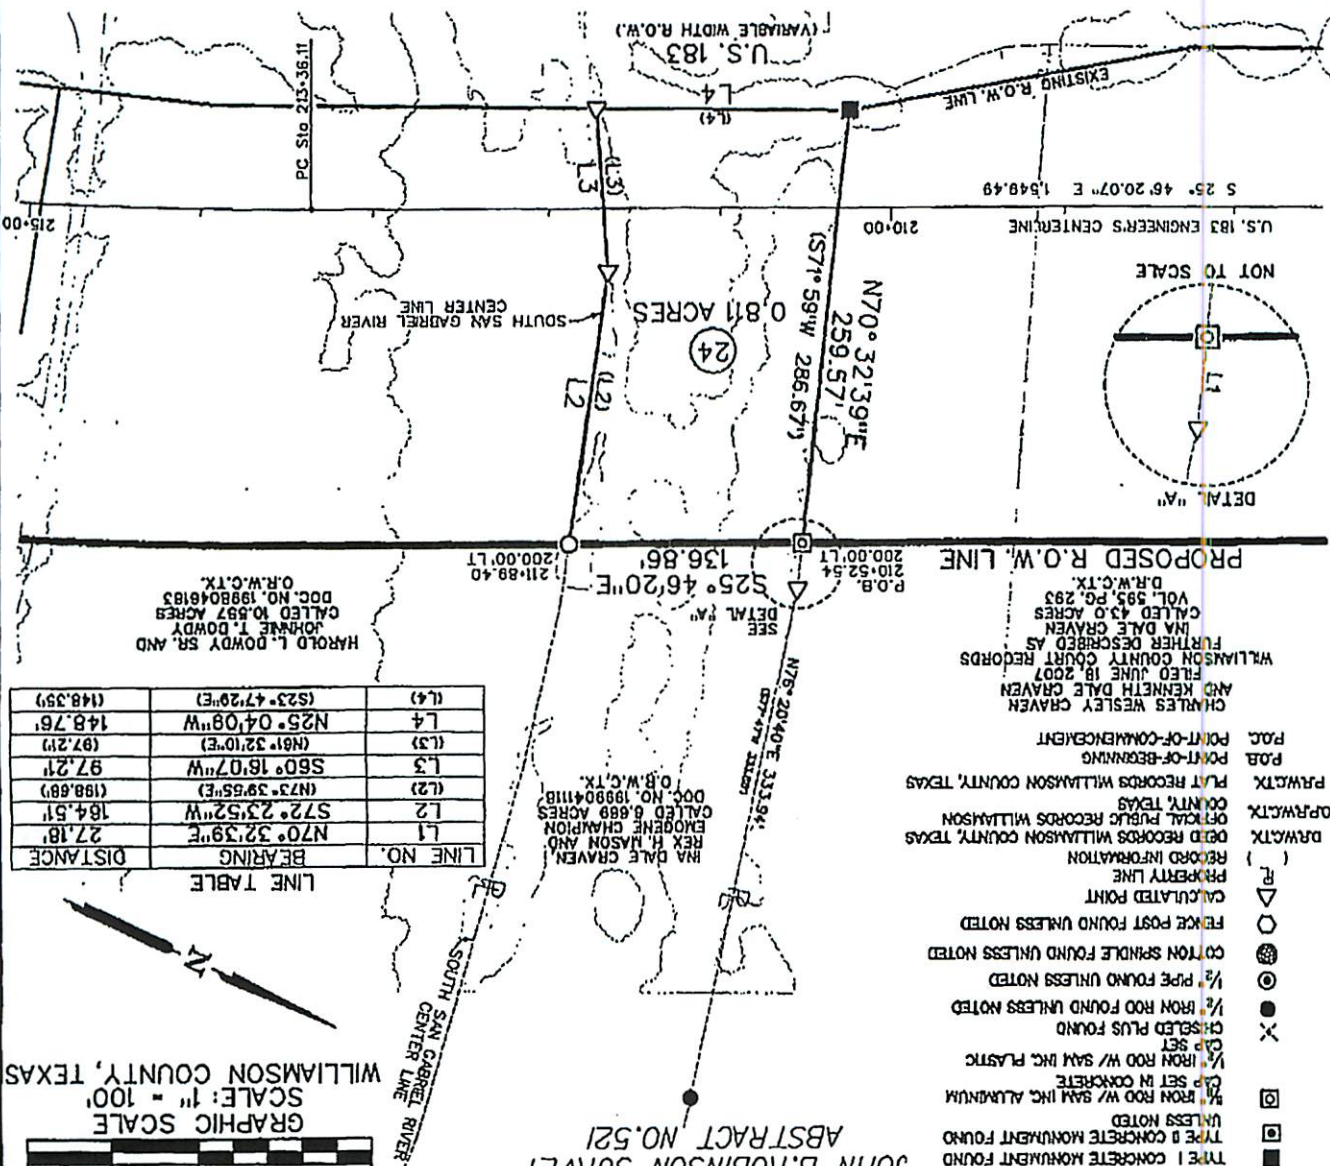 TYPE I CONCRETE MONUMENT FOUND
TYPE II CONCRETE MONUMENT FOUND
UNLESS NOTED
IRON ROD W/ SAM INC. ALUMINUM
CAP SET IN CONCRETE
½" IRON ROD W/ SAM INC. PLASTIC
CAP SET
CHISELED PLUS FOUND
½" IRON ROD FOUND UNLESS NOTED
½" PIPE FOUND UNLESS NOTED
COTTON SPINDLE FOUND UNLESS NOTED
FENCE POST FOUND UNLESS NOTED
CALCULATED POINT
PROPERTY LINE
( ) RECORD INFORMATION
D.R.W.C.TX. DEED RECORDS WILLIAMSON COUNTY, TEXAS
O.P.R.W.C.TX. OFFICIAL PUBLIC RECORDS WILLIAMSON
COUNTY, TEXAS
P.R.W.C.TX. PLAT RECORDS WILLIAMSON COUNTY, TEXAS
P.O.B. POINT-OF-BEGINNING
P.O.C. POINT-OF-COMMENCEMENT
JOHN B. ROBINSON SURVEY
ABSTRACT NO.521
GRAPHIC SCALE
SCALE: 1" = 100'
WILLIAMSON COUNTY, TEXAS
N
SOUTH SAN GABRIEL RIVER
CENTER LINE
CHARLES WESLEY CRAVEN
AND KENNETH DALE CRAVEN
FILED JUNE 18, 2007
WILLIAMSON COUNTY COURT RECORDS
FURTHER DESCRIBED AS
INA DALE CRAVEN
CALLED 43.0 ACRES
VOL. 595, PG. 293
D.R.W.C.TX.
N75° 20'40"E 333.94'
INA DALE CRAVEN
REX H. MASON AND
EMOGENE CHAMPION
CALLED 6.669 ACRES
DOC. NO. 1999041118
O.R.W.C.TX.
LINE TABLE
LINE NO. BEARING DISTANCE
L1 N70° 32'39"E 27.18'
L2 S72° 23'52"W 164.51'
(L2) (N73° 39'55"E) (198.68')
L3 S60° 16'07"W 97.21'
(L3) (N61° 32'10"E) (97.21')
L4 N25° 04'09"W 148.76'
(L4) (S23° 47'29"E) (148.35')
HAROLD L. DOWDY SR. AND
JOHNNIE T. DOWDY
CALLED 10.597 ACRES
DOC. NO. 1998046183
O.R.W.C.TX.
PROPOSED R.O.W. LINE
P.O.B.
210+52.54
200.00' LT
SEE
DETAIL "A"
S25° 46'20"E
136.86'
211+89.40
200.00' LT
DETAIL "A"
L1
NOT TO SCALE
N70° 32'39"E
259.57'
(S71° 59'W 286.67')
24
0.811 ACRES
L2
(L2)
SOUTH SAN GABRIEL RIVER
CENTER LINE
U.S. 183 ENGINEER'S CENTERLINE
S 25° 46' 20.07" E 1,549.49
210+00
215+00
L3
(L3)
PC Sta 213+36.11
EXISTING R.O.W. LINE
(L4)
L4
U.S. 183
(VARIABLE WIDTH R.O.W.)